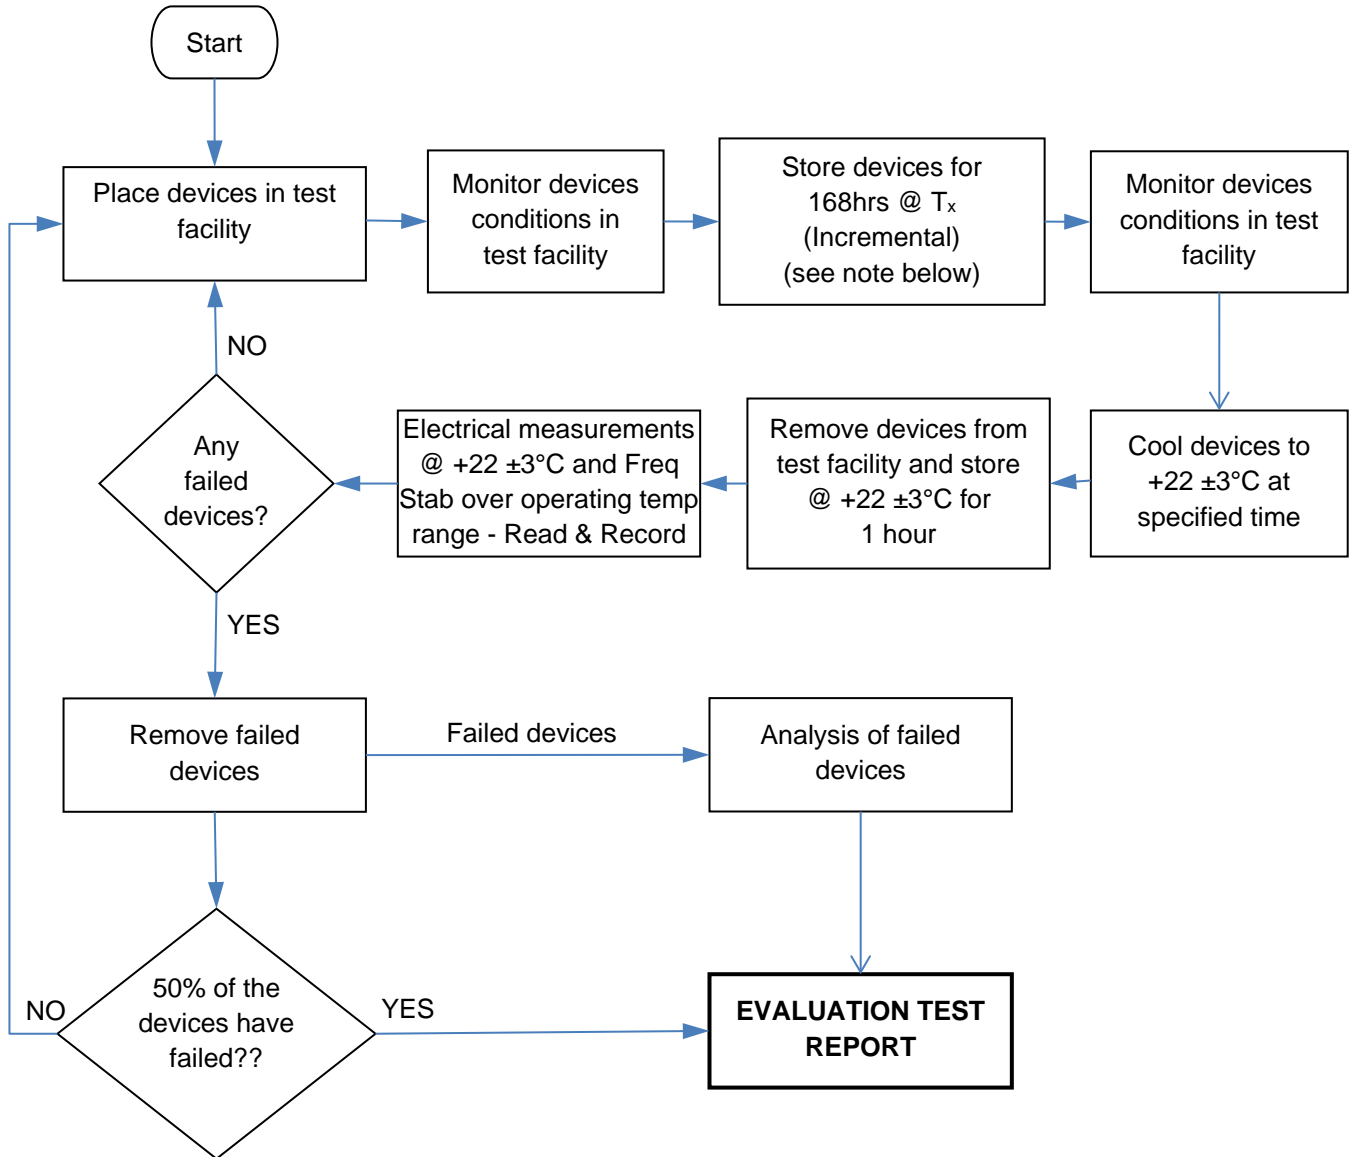 Start
Place devices in test
facility
Monitor devices
conditions in
test facility
Store devices for
168hrs @ Tₓ
(Incremental)
(see note below)
Monitor devices
conditions in test
facility
Cool devices to
+22 ±3°C at
specified time
Remove devices from
test facility and store
@ +22 ±3°C for
1 hour
Electrical measurements
@ +22 ±3°C and Freq
Stab over operating temp
range - Read & Record
Any
failed
devices?
NO
YES
Remove failed
devices
Failed devices
Analysis of failed
devices
50% of the
devices have
failed??
NO
YES
EVALUATION TEST
REPORT